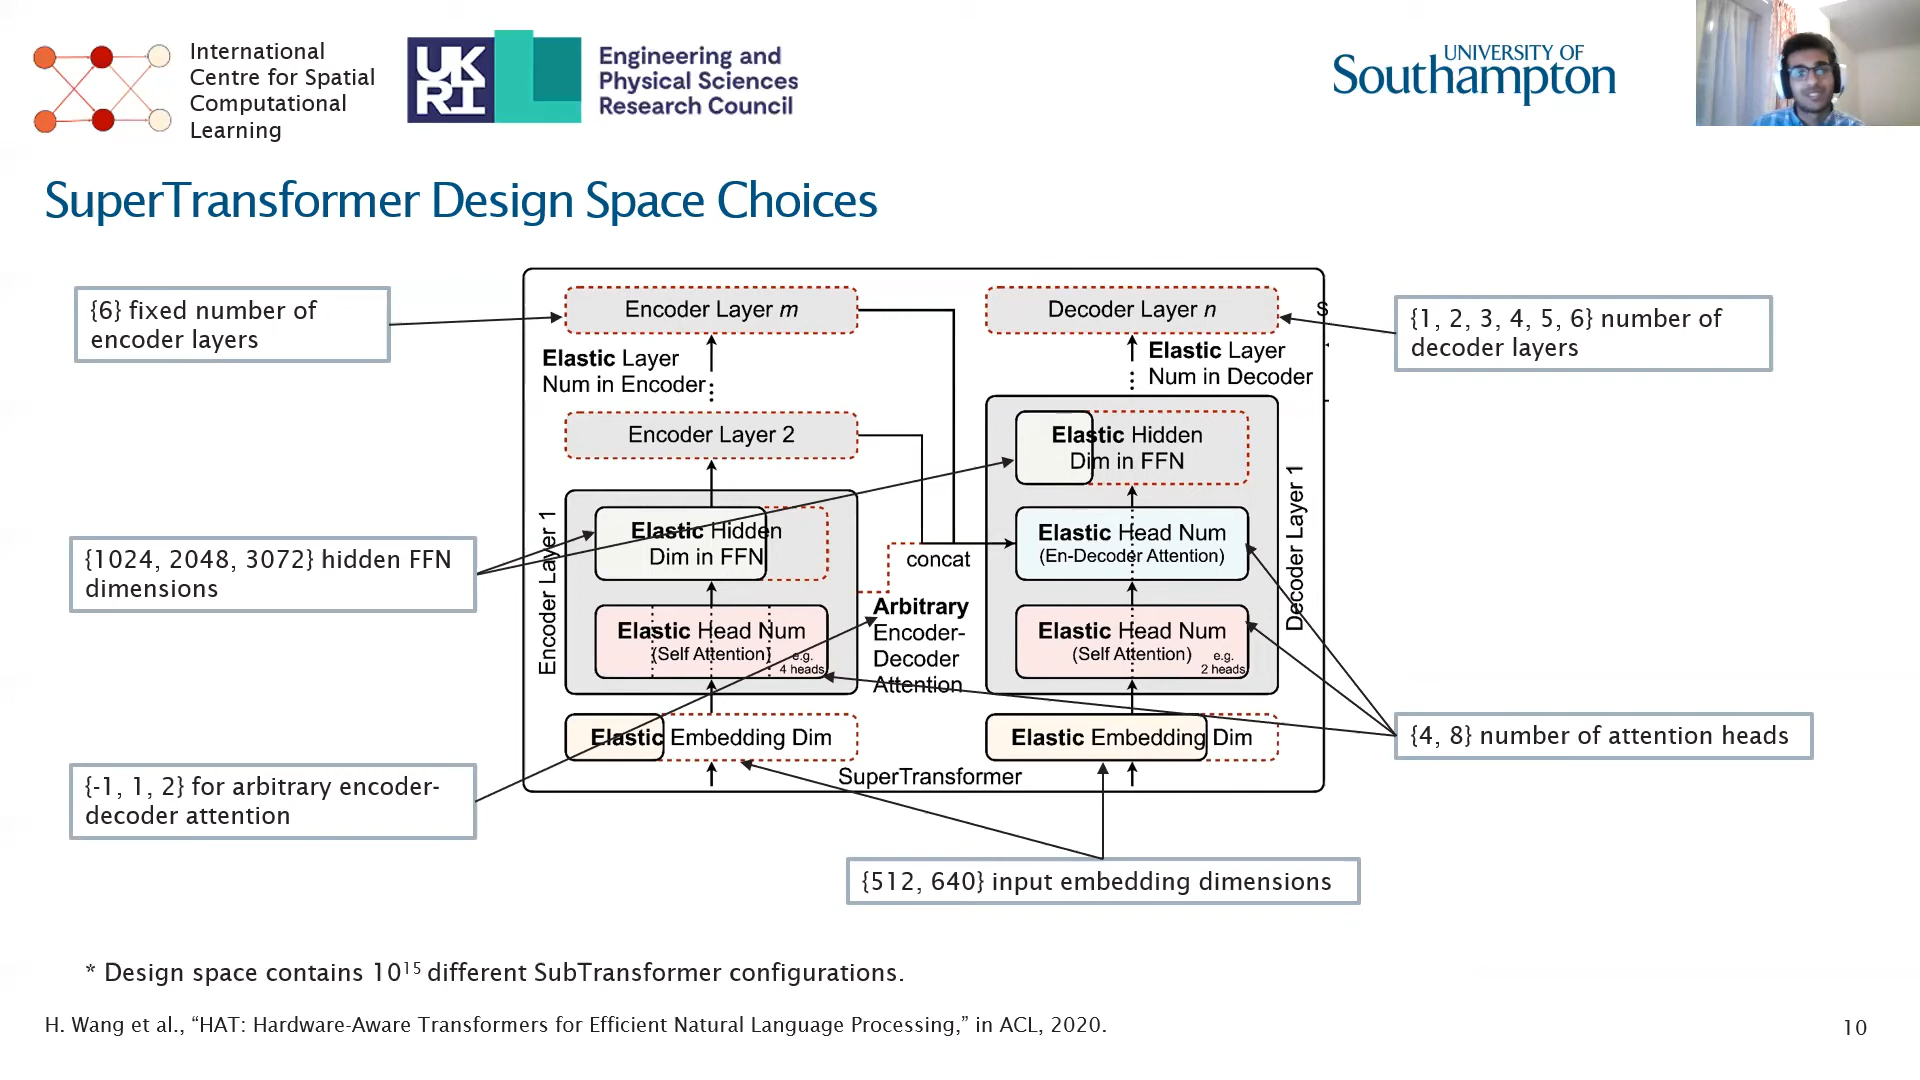 International
Centre for Spatial
Computational
Learning
UK
RI
Engineering and
Physical Sciences
Research Council
UNIVERSITY OF
Southampton
SuperTransformer Design Space Choices
{6} fixed number of
encoder layers
{1024, 2048, 3072} hidden FFN
dimensions
{-1, 1, 2} for arbitrary encoder-
decoder attention
Encoder Layer m
Elastic Layer
Num in Encoder
Encoder Layer 2
Encoder Layer 1
Elastic Hidden
Dim in FFN
Elastic Head Num
(Self Attention)
e.g.
4 heads
Elastic Embedding Dim
concat
Arbitrary
Encoder-
Decoder
Attention
SuperTransformer
Decoder Layer n
Elastic Layer
Num in Decoder
Elastic Hidden
Dim in FFN
Elastic Head Num
(En-Decoder Attention)
Elastic Head Num
(Self Attention)
e.g.
2 heads
Decoder Layer 1
Elastic Embedding Dim
S
{1, 2, 3, 4, 5, 6} number of
decoder layers
{4, 8} number of attention heads
{512, 640} input embedding dimensions
* Design space contains 10¹⁵ different SubTransformer configurations.
H. Wang et al., “HAT: Hardware-Aware Transformers for Efficient Natural Language Processing,” in ACL, 2020.
10